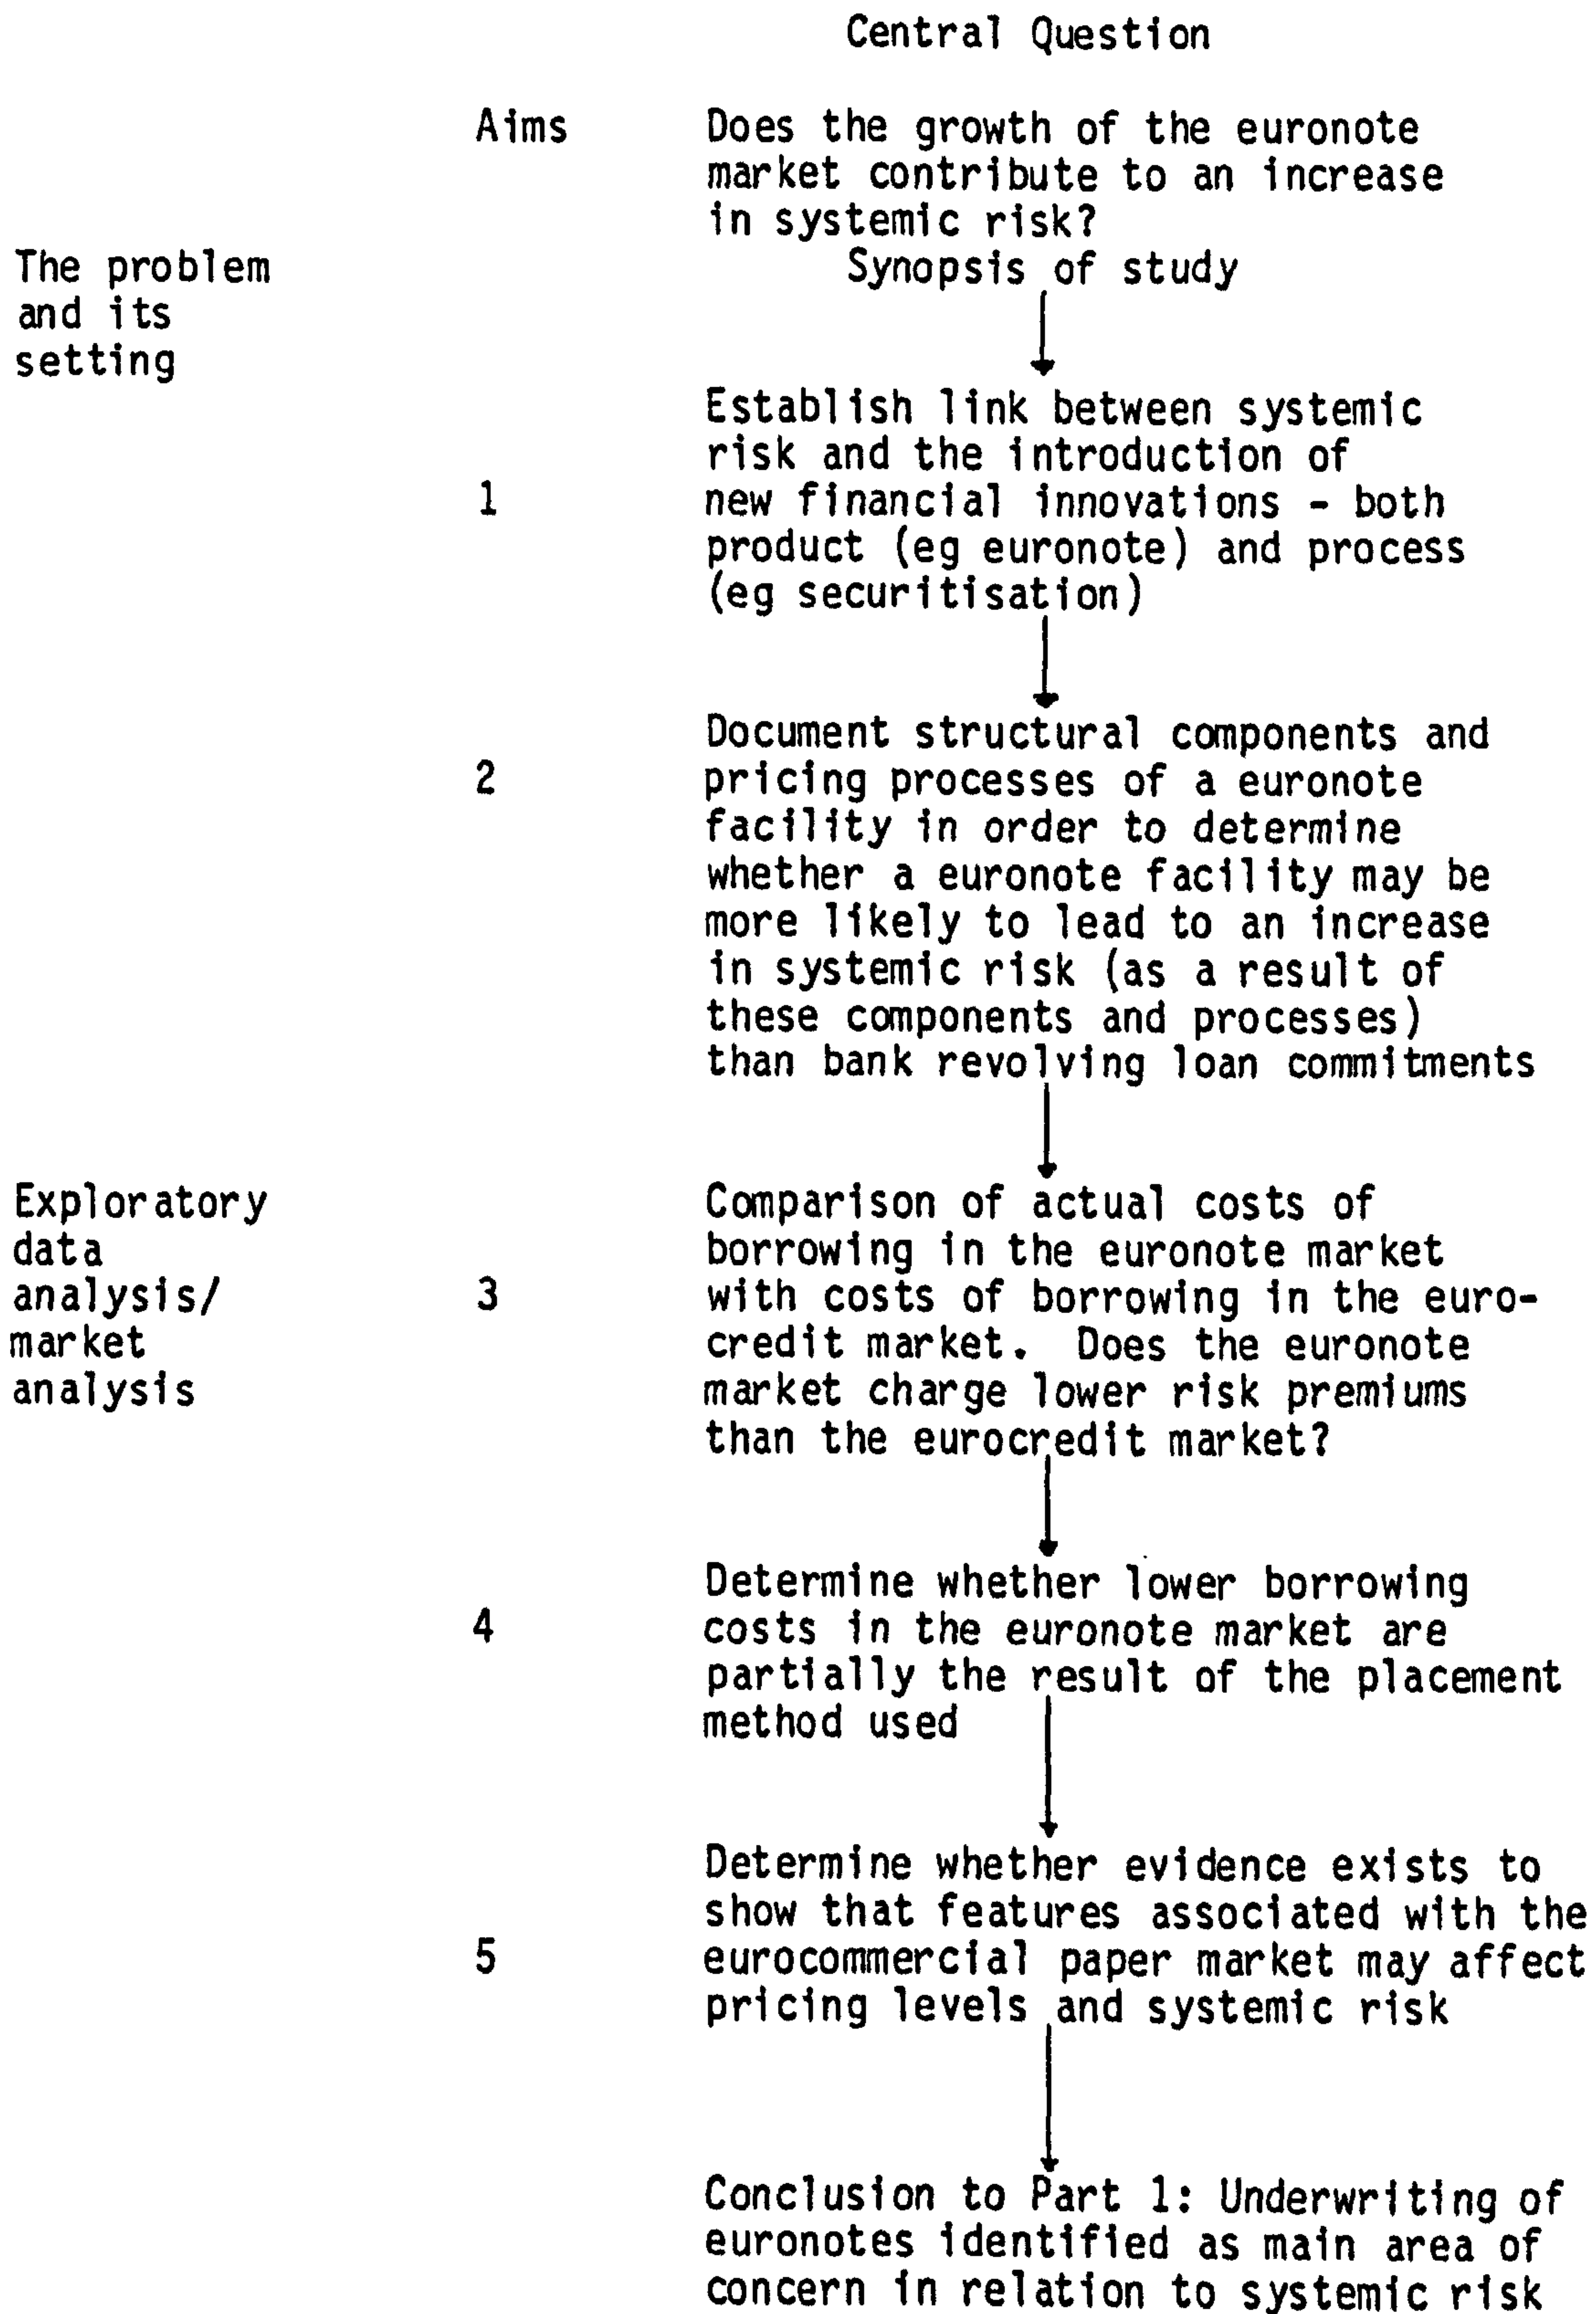 Central Question
Aims
Does the growth of the euronote
market contribute to an increase
in systemic risk?
The problem
and its
setting
Synopsis of study
Establish link between systemic
risk and the introduction of
1
new financial innovations - both
product (eg euronote) and process
(eg securitisation)
Document structural components and
2
pricing processes of a euronote
facility in order to determine
whether a euronote facility may be
more likely to lead to an increase
in systemic risk (as a result of
these components and processes)
than bank revolving loan commitments
Exploratory
data
analysis/
market
analysis
3
Comparison of actual costs of
borrowing in the euronote market
with costs of borrowing in the euro-
credit market. Does the euronote
market charge lower risk premiums
than the eurocredit market?
Determine whether lower borrowing
4
costs in the euronote market are
partially the result of the placement
method used
Determine whether evidence exists to
show that features associated with the
5
eurocommercial paper market may affect
pricing levels and systemic risk
Conclusion to Part 1: Underwriting of
euronotes identified as main area of
concern in relation to systemic risk